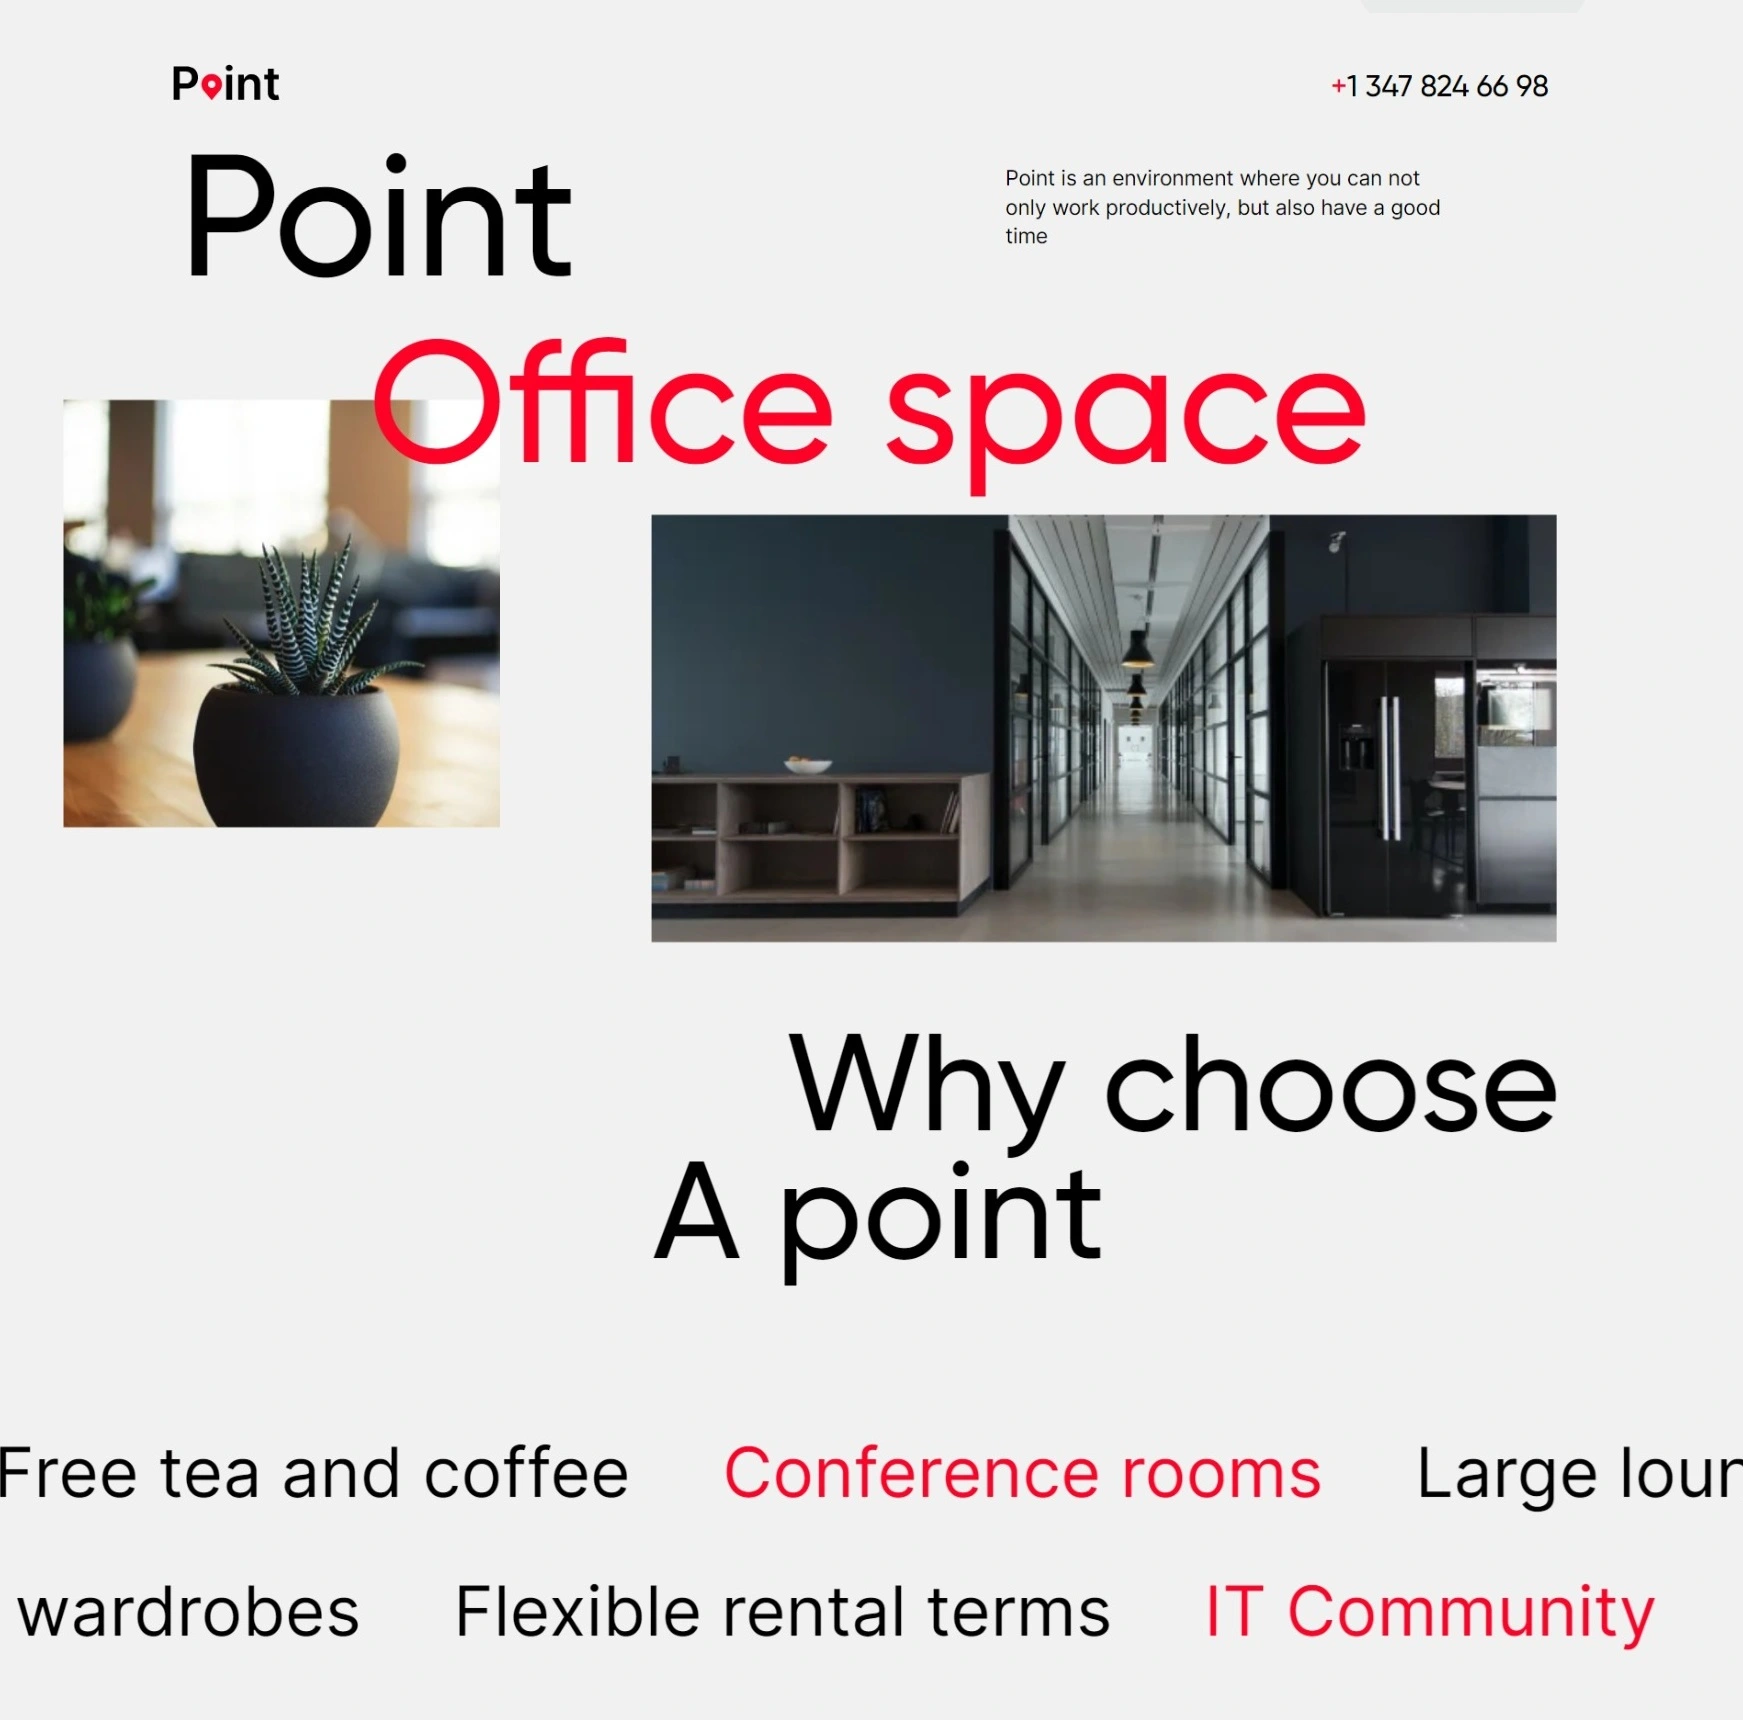 Point
+1 347 824 66 98
Point
Point is an environment where you can not
only work productively, but also have a good
time
Office space
Why choose
A point
Free tea and coffee Conference rooms Large loun
wardrobes Flexible rental terms IT Community